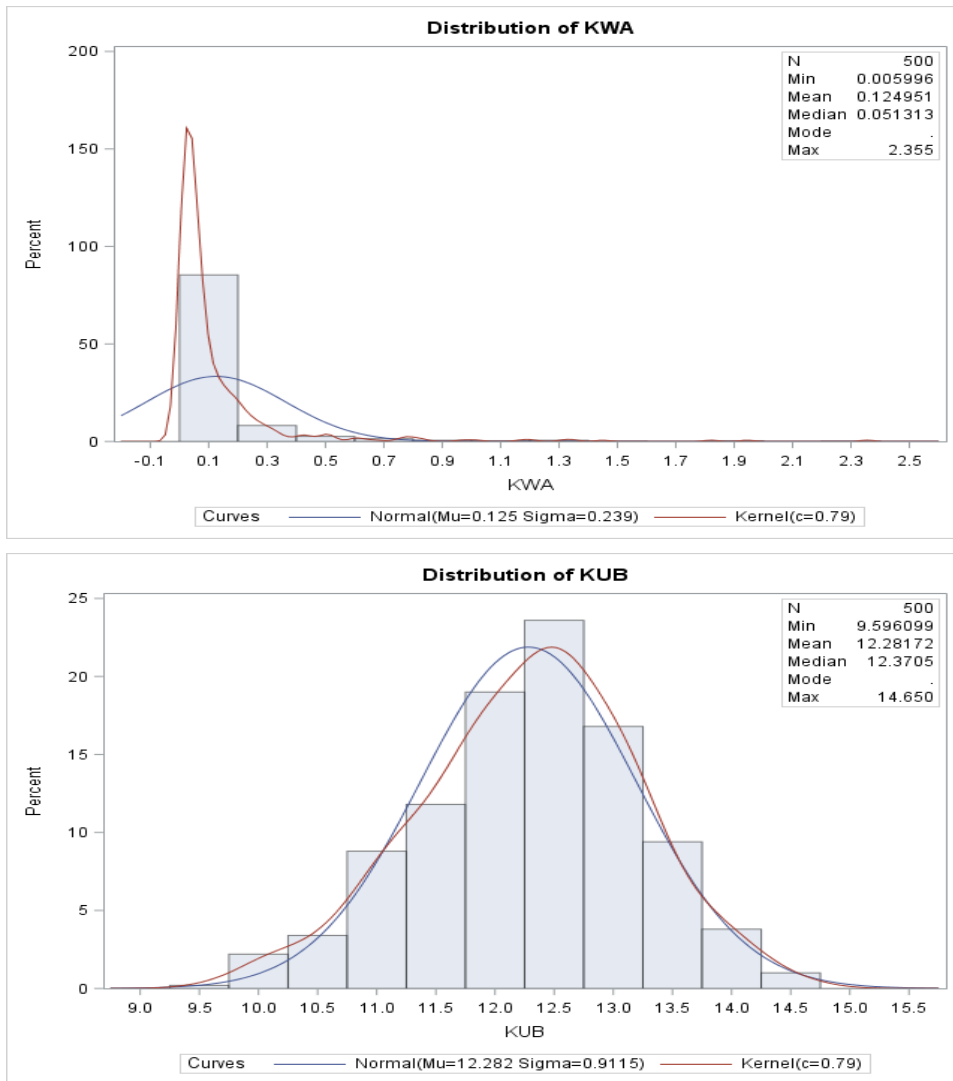 Distribution of KWA
200
150
100
50
0
Percent
N 500
Min 0.005996
Mean 0.124951
Median 0.051313
Mode .
Max 2.355
-0.1 0.1 0.3 0.5 0.7 0.9 1.1 1.3 1.5 1.7 1.9 2.1 2.3 2.5
KWA
Curves Normal(Mu=0.125 Sigma=0.239) Kernel(c=0.79)
Distribution of KUB
25
20
15
10
5
0
Percent
N 500
Min 9.596099
Mean 12.28172
Median 12.3705
Mode .
Max 14.650
9.0 9.5 10.0 10.5 11.0 11.5 12.0 12.5 13.0 13.5 14.0 14.5 15.0 15.5
KUB
Curves Normal(Mu=12.282 Sigma=0.9115) Kernel(c=0.79)